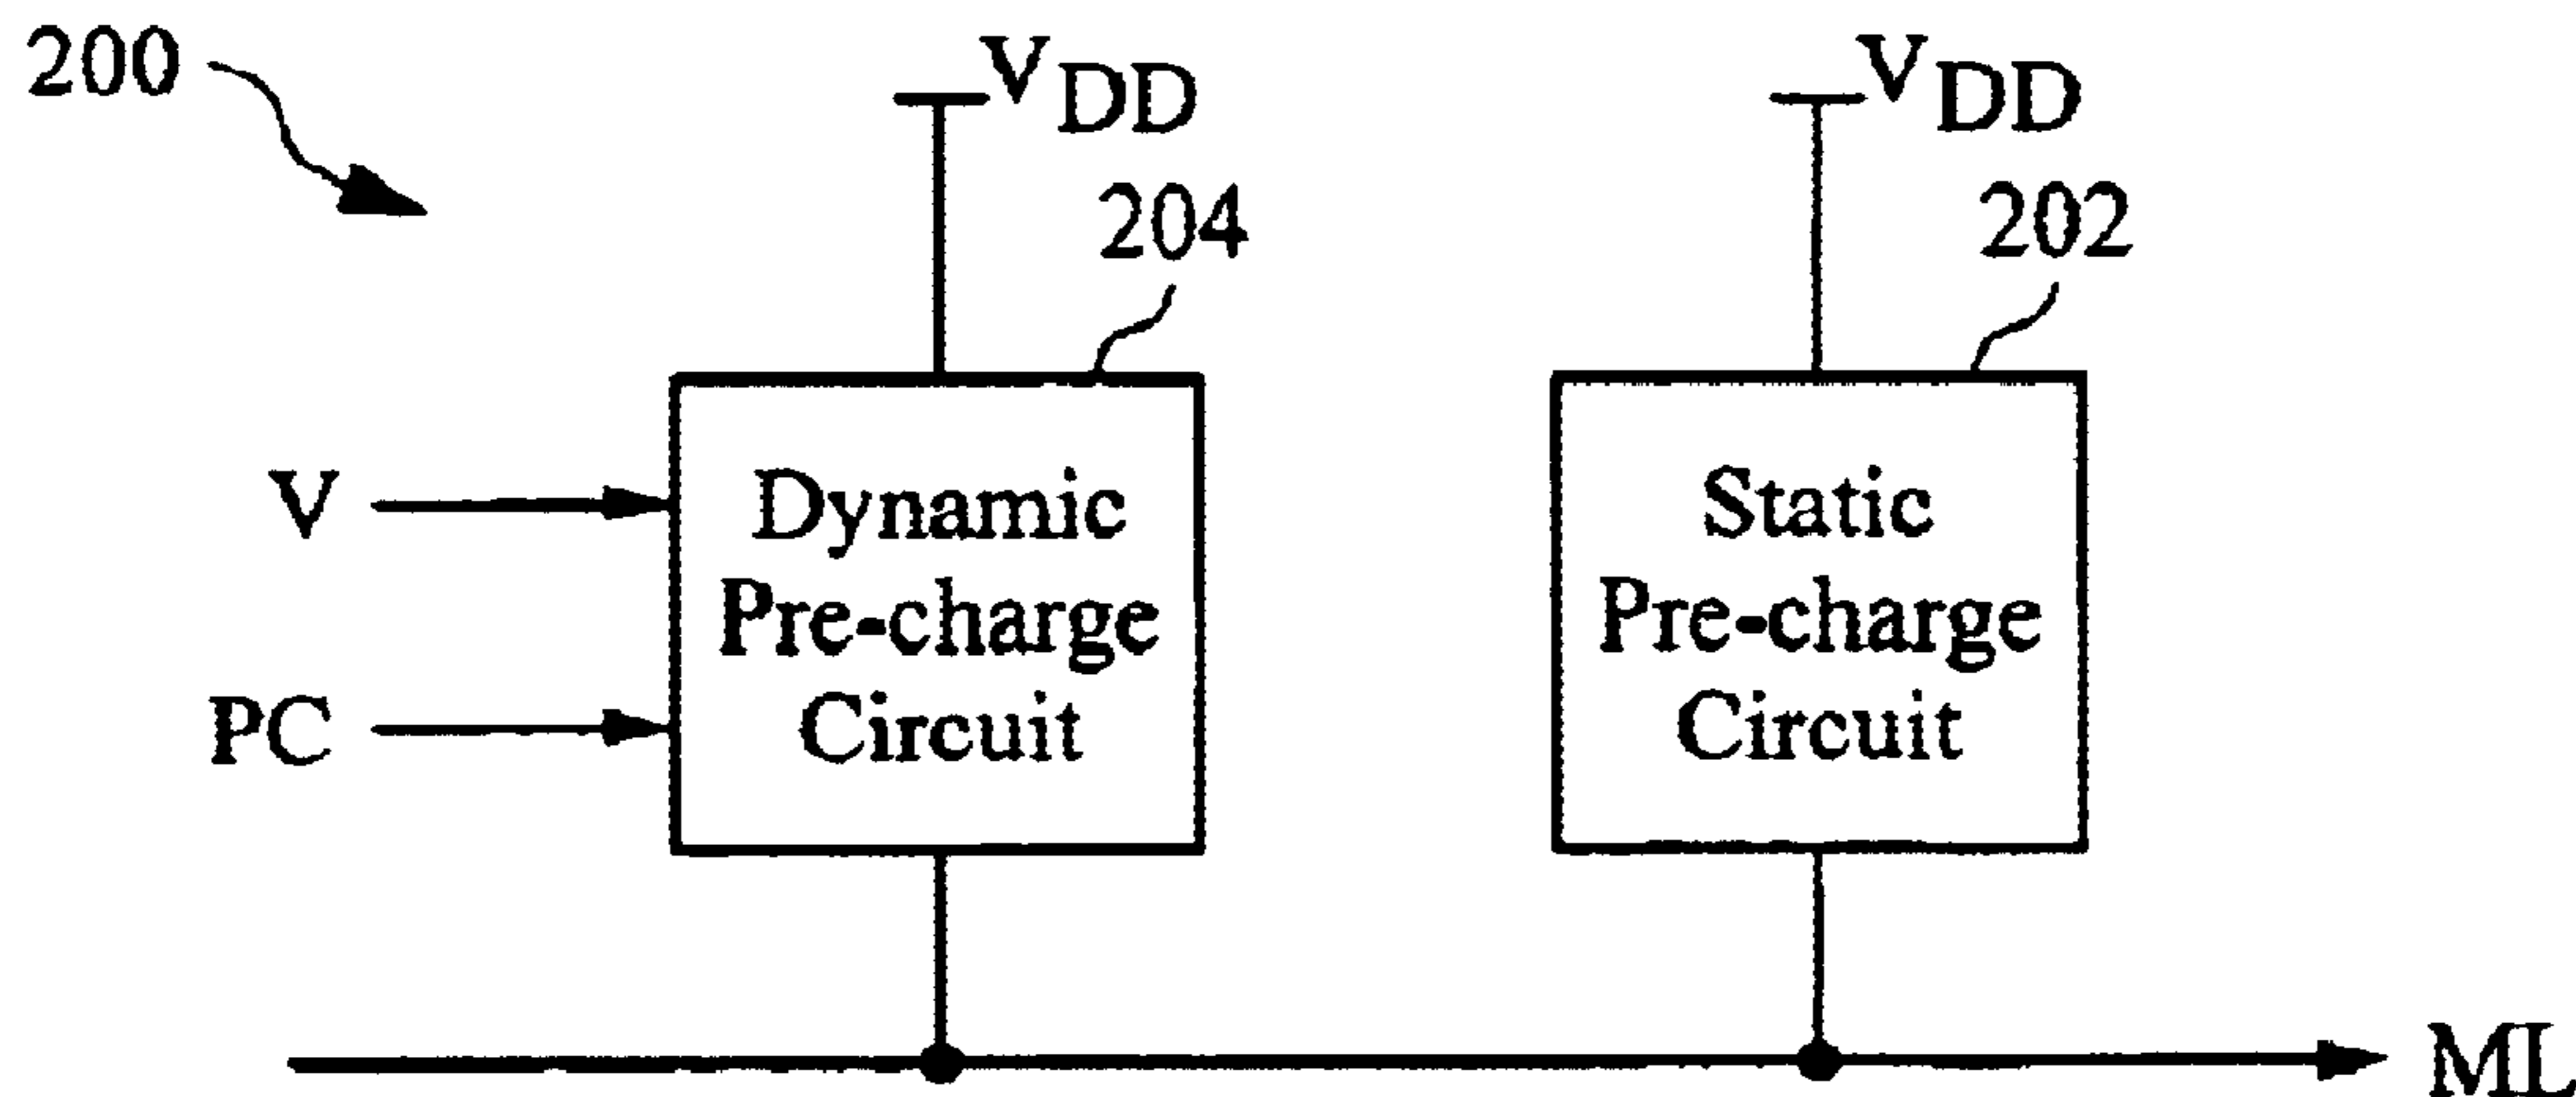 200
VDD
VDD
204
202
V
Dynamic
Pre-charge
Circuit
Static
Pre-charge
Circuit
PC
ML